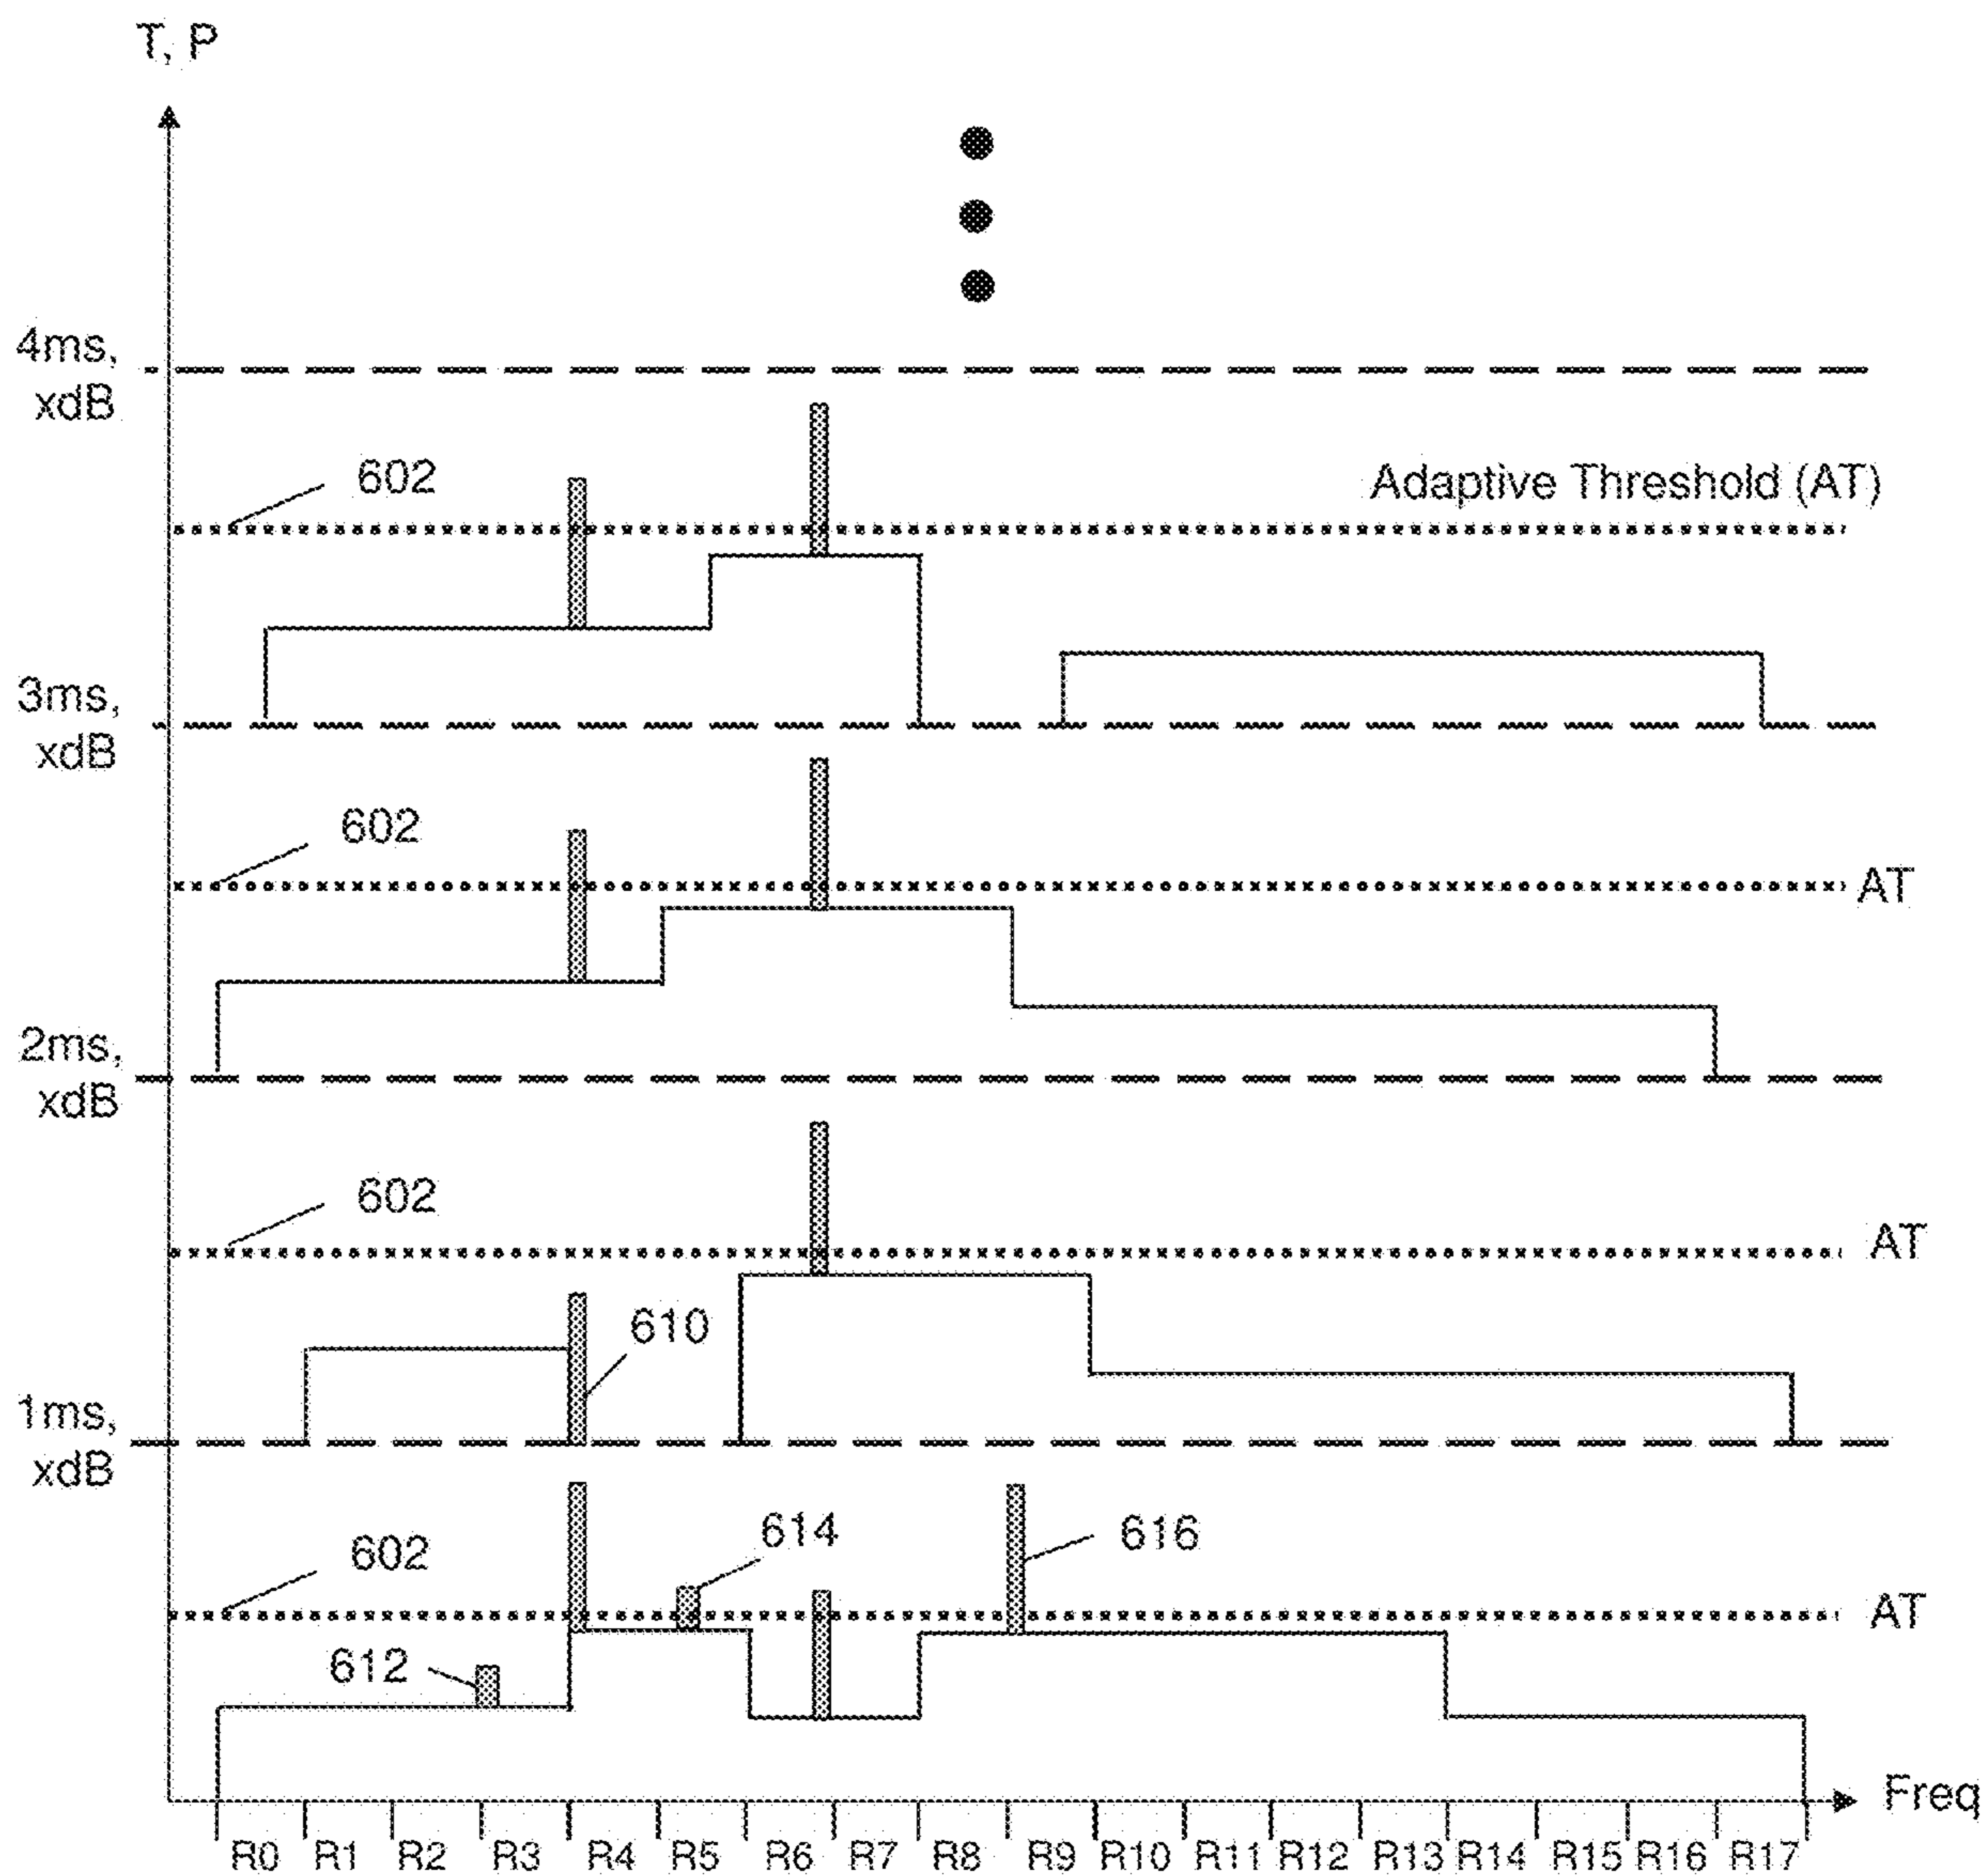 T, P
4ms,
xdB
602
Adaptive Threshold (AT)
3ms,
xdB
602
AT
2ms,
xdB
602
AT
610
1ms,
xdB
602
614
616
AT
612
Freq
R0 R1 R2 R3 R4 R5 R6 R7 R8 R9 R10 R11 R12 R13 R14 R15 R16 R17